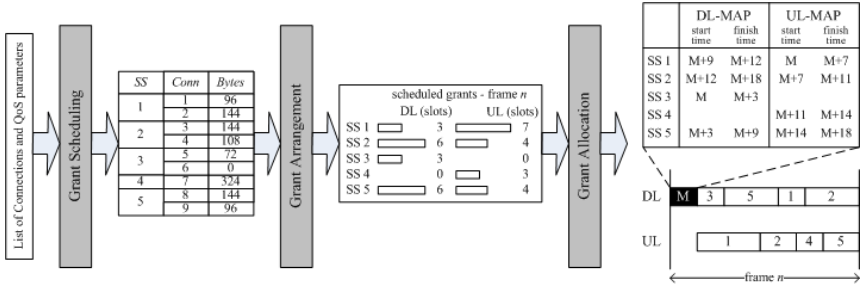 List of Connections and QoS parameters
Grant Scheduling
SS Conn Bytes
1 1 96
2 144
2 3 144
4 108
3 5 72
6 0
4 7 324
5 8 144
9 96
Grant Arrangement
scheduled grants - frame n
DL (slots) UL (slots)
SS 1 3 7
SS 2 6 4
SS 3 3 0
SS 4 0 3
SS 5 6 4
Grant Allocation
DL-MAP UL-MAP
start time finish time start time finish time
SS 1 M+9 M+12 M M+7
SS 2 M+12 M+18 M+7 M+11
SS 3 M M+3
SS 4 M+11 M+14
SS 5 M+3 M+9 M+14 M+18
DL M 3 5 1 2
UL 1 2 4 5
frame n